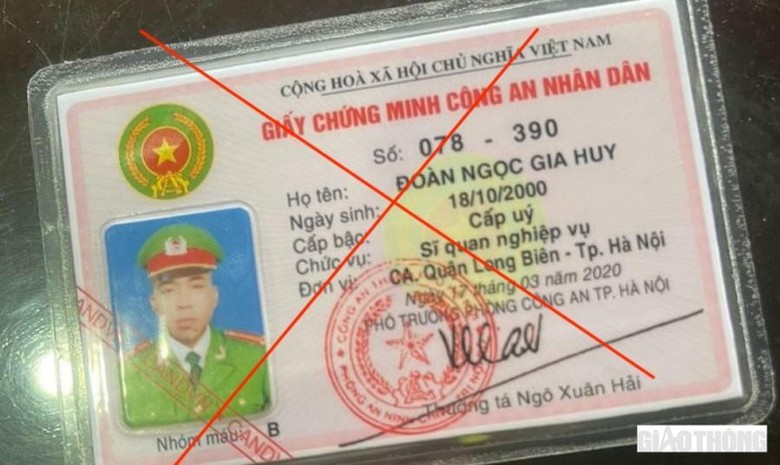 CỘNG HOÀ XÃ HỘI CHỦ NGHĨA VIỆT NAM
GIẤY CHỨNG MINH CÔNG AN NHÂN DÂN
Số: 078 - 390
Họ tên: ĐOÀN NGỌC GIA HUY
Ngày sinh: 18/10/2000
Cấp bậc: Cấp uý
Chức vụ: Sĩ quan nghiệp vụ
Đơn vị: CA. Quận Long Biên - Tp. Hà Nội
Ngày 17 tháng 03 năm 2020
PHÓ TRƯỞNG PHÒNG CÔNG AN TP. HÀ NỘI
Thượng tá Ngô Xuân Hải
Nhóm máu: B
CAND
GIAOTHÔNG